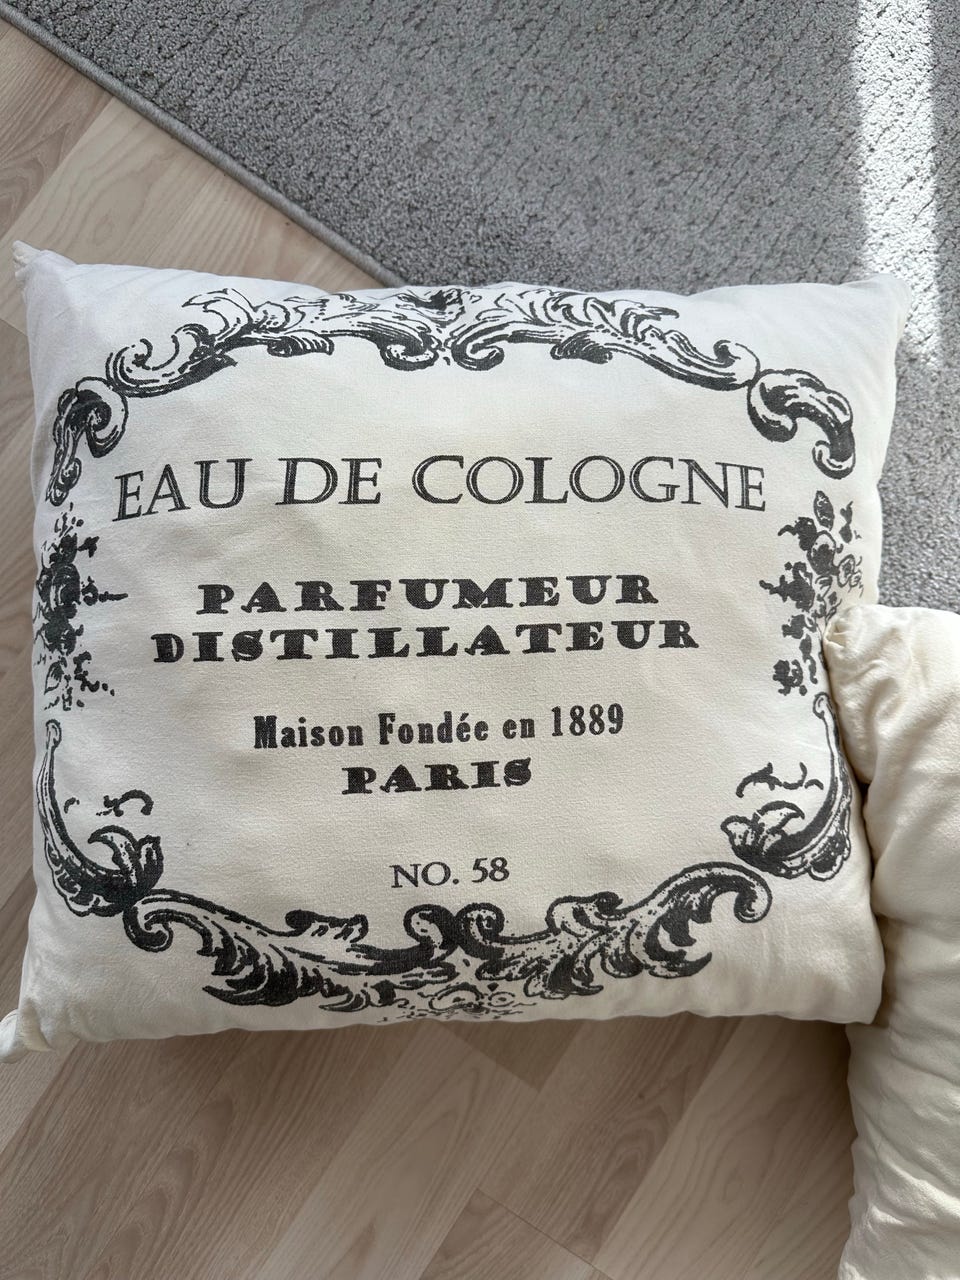 EAU DE COLOGNE
PARFUMEUR
DISTILLATEUR
Maison Fondée en 1889
PARIS
NO. 58